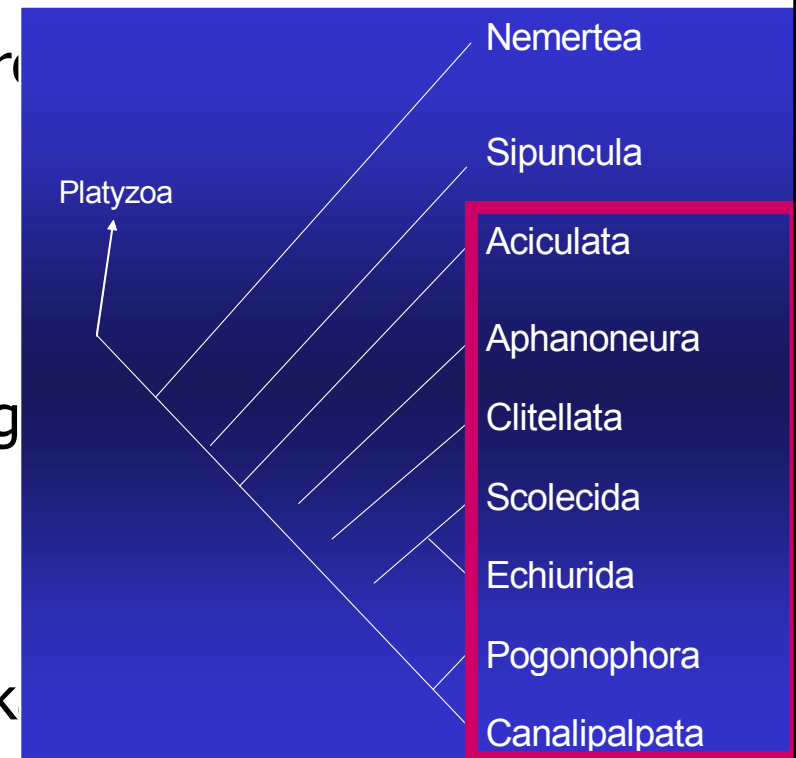 Nemertea
Sipuncula
Platyzoa
Aciculata
Aphanoneura
Clitellata
Scolecida
Echiurida
Pogonophora
Canalipalpata